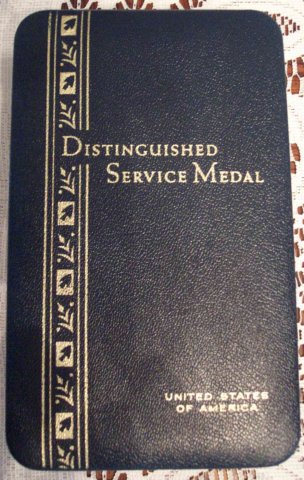 DISTINGUISHED
SERVICE MEDAL
UNITED STATES
OF AMERICA